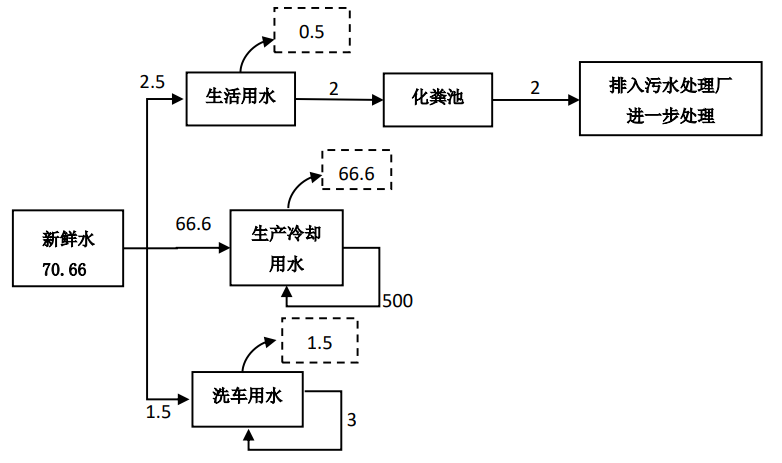 0.5
2.5
生活用水
2
化粪池
2
排入污水处理厂
进一步处理
66.6
新鲜水
70.66
66.6
生产冷却
用水
500
1.5
1.5
洗车用水
3